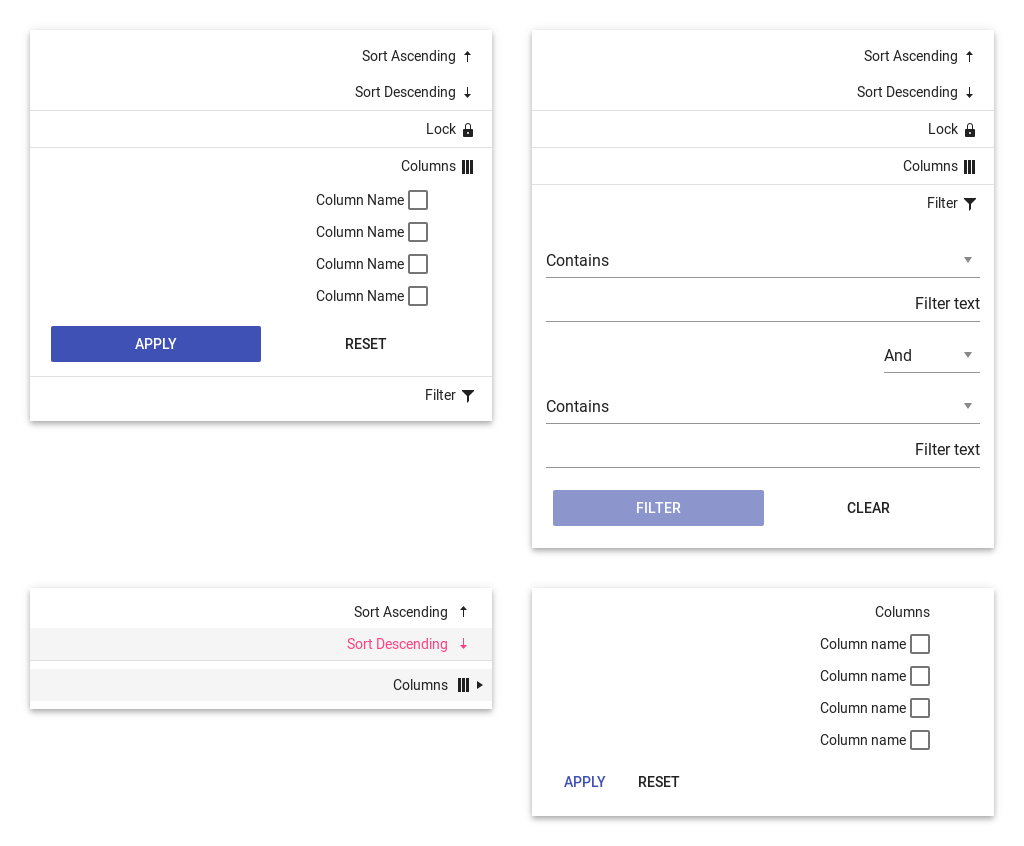 Sort Ascending
Sort Descending
Lock
Columns
Column Name
Column Name
Column Name
Column Name
APPLY RESET
Filter
Sort Ascending
Sort Descending
Lock
Columns
Filter
Contains
Filter text
And
Contains
Filter text
FILTER CLEAR
Sort Ascending
Sort Descending
Columns
Columns
Column name
Column name
Column name
Column name
APPLY RESET